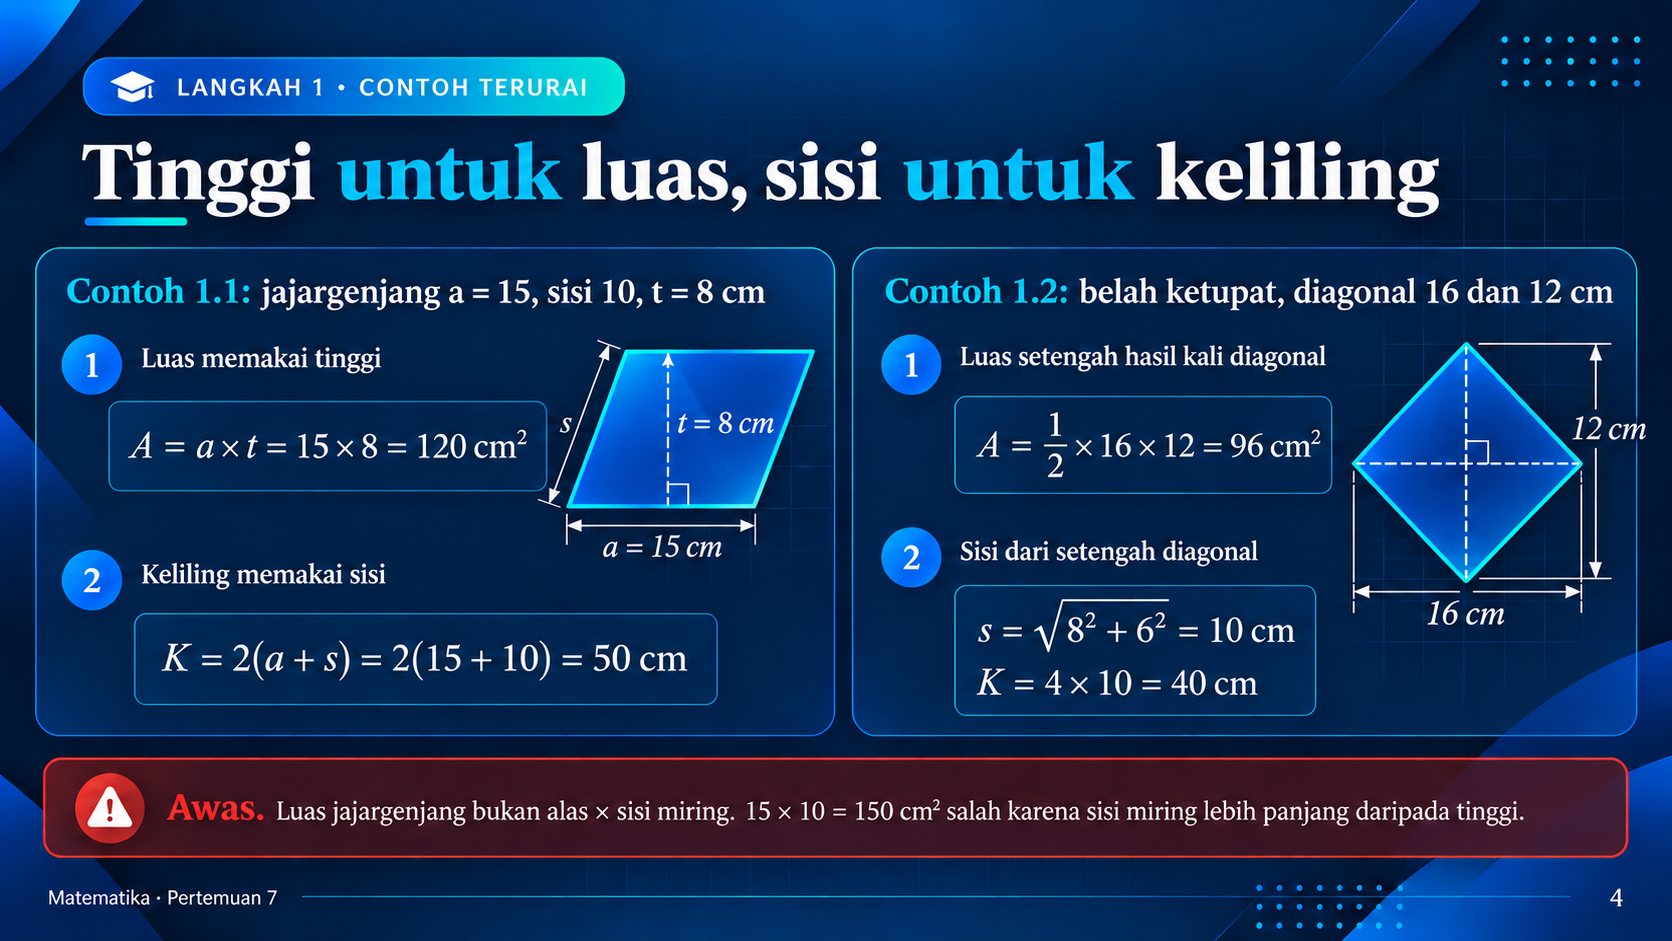 LANGKAH 1 • CONTOH TERURAI
Tinggi untuk luas, sisi untuk keliling
Contoh 1.1: jajargenjang a = 15, sisi 10, t = 8 cm
1 Luas memakai tinggi
A = a × t = 15 × 8 = 120 cm²
s
t = 8 cm
a = 15 cm
2 Keliling memakai sisi
K = 2(a + s) = 2(15 + 10) = 50 cm
Contoh 1.2: belah ketupat, diagonal 16 dan 12 cm
1 Luas setengah hasil kali diagonal
A = 1/2 × 16 × 12 = 96 cm²
12 cm
16 cm
2 Sisi dari setengah diagonal
s = √(8² + 6²) = 10 cm
K = 4 × 10 = 40 cm
Awas. Luas jajargenjang bukan alas × sisi miring. 15 × 10 = 150 cm² salah karena sisi miring lebih panjang daripada tinggi.
Matematika · Pertemuan 7
4